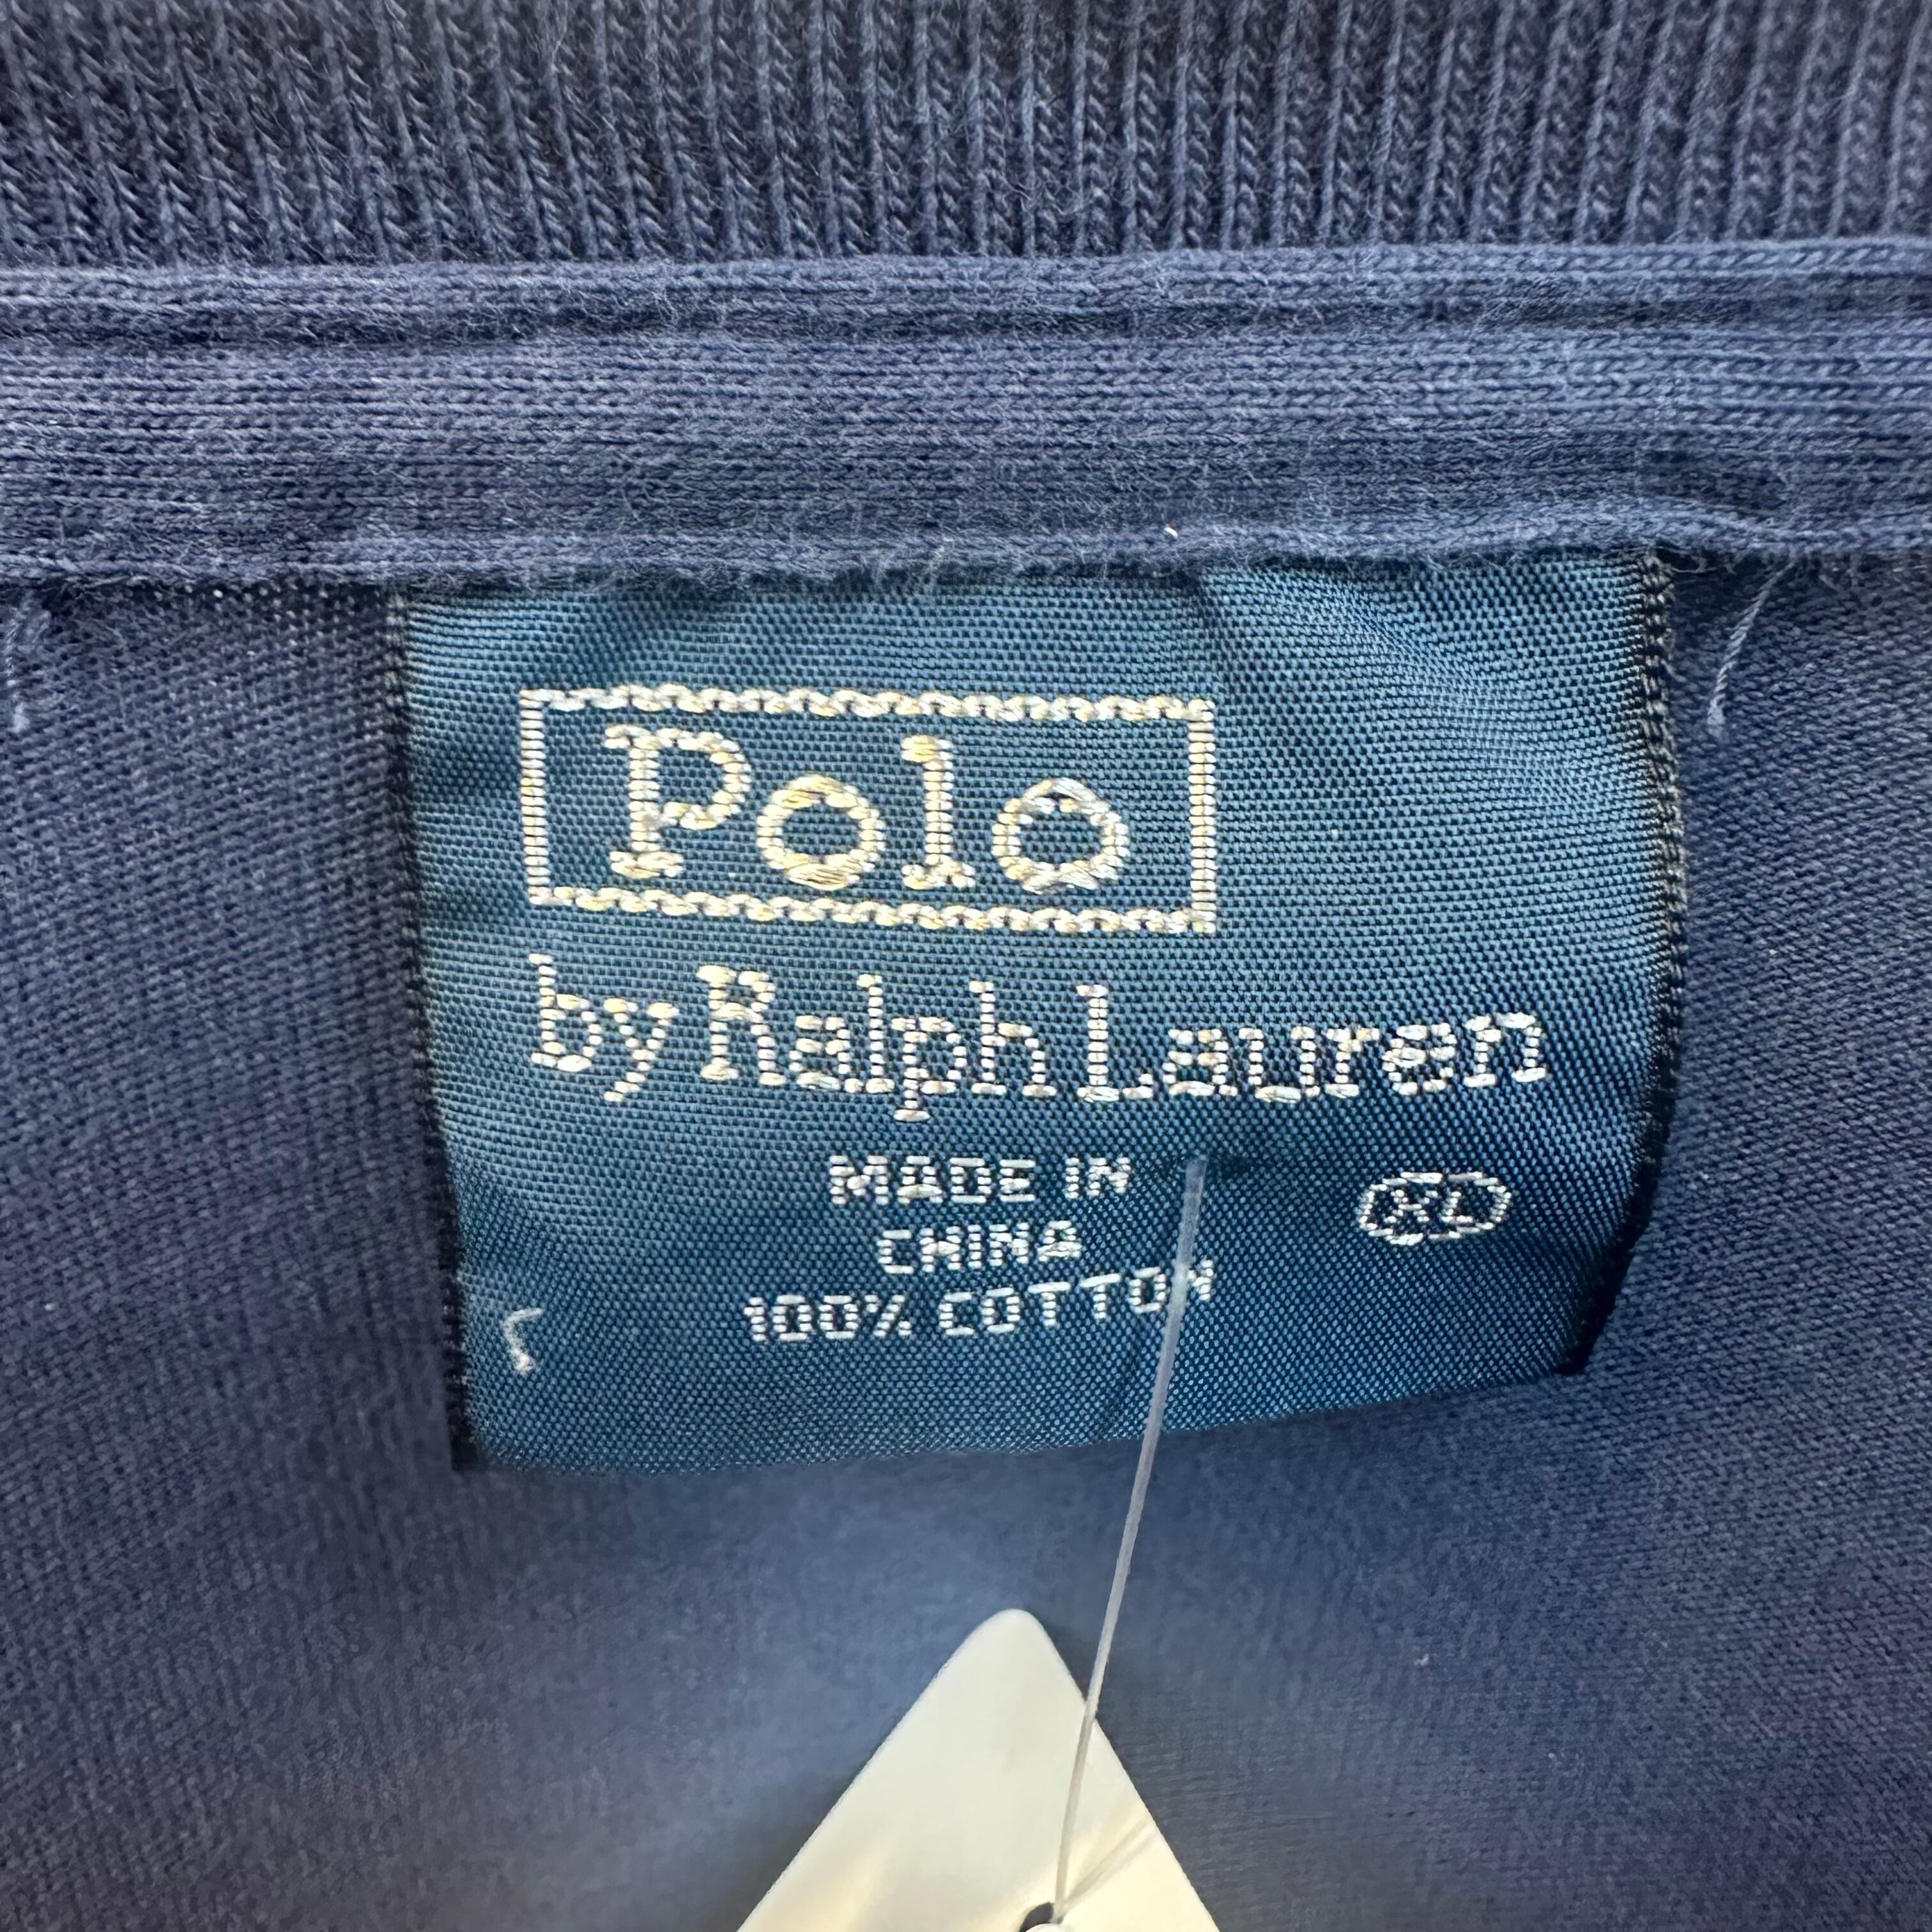 Polo
by Ralph Lauren
MADE IN
CHINA
XL
100% COTTON